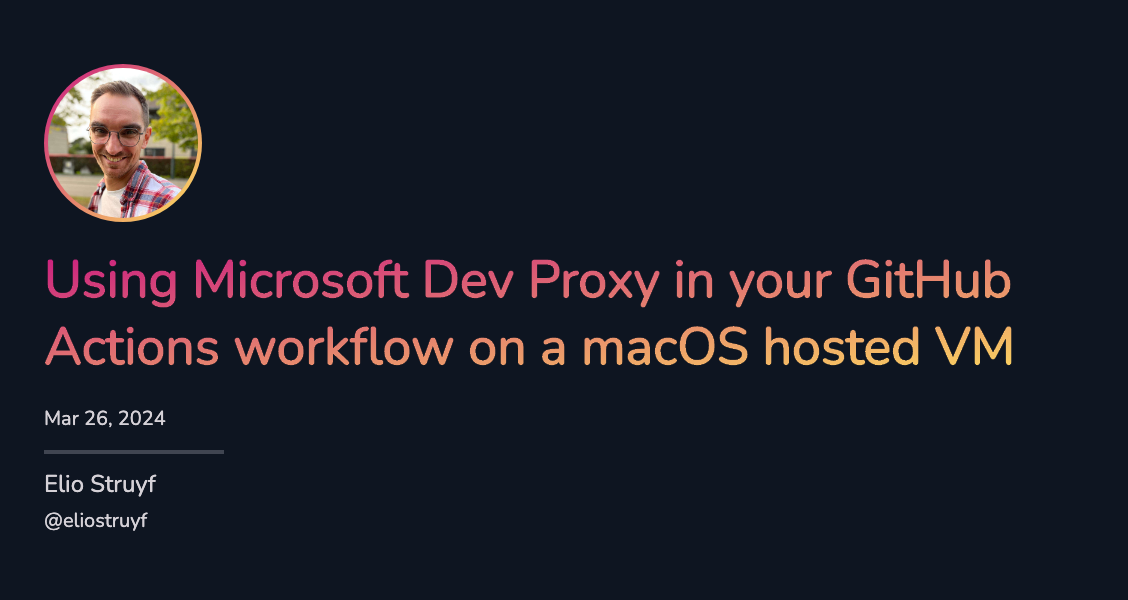 Using Microsoft Dev Proxy in your GitHub
Actions workflow on a macOS hosted VM
Mar 26, 2024
Elio Struyf
@eliostruyf